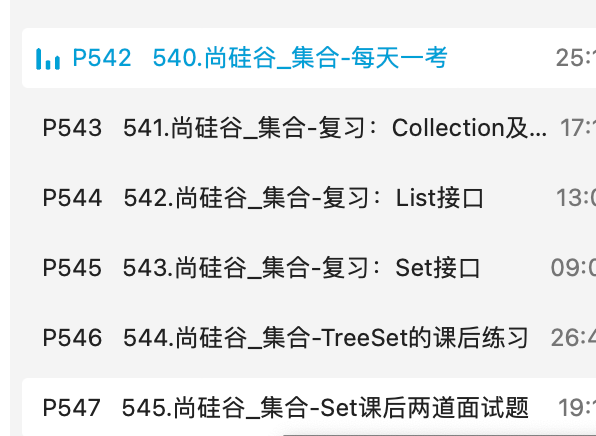 P542 540.尚硅谷_集合-每天一考 25:
P543 541.尚硅谷_集合-复习：Collection及... 17:
P544 542.尚硅谷_集合-复习：List接口 13:
P545 543.尚硅谷_集合-复习：Set接口 09:
P546 544.尚硅谷_集合-TreeSet的课后练习 26:
P547 545.尚硅谷_集合-Set课后两道面试题 19: